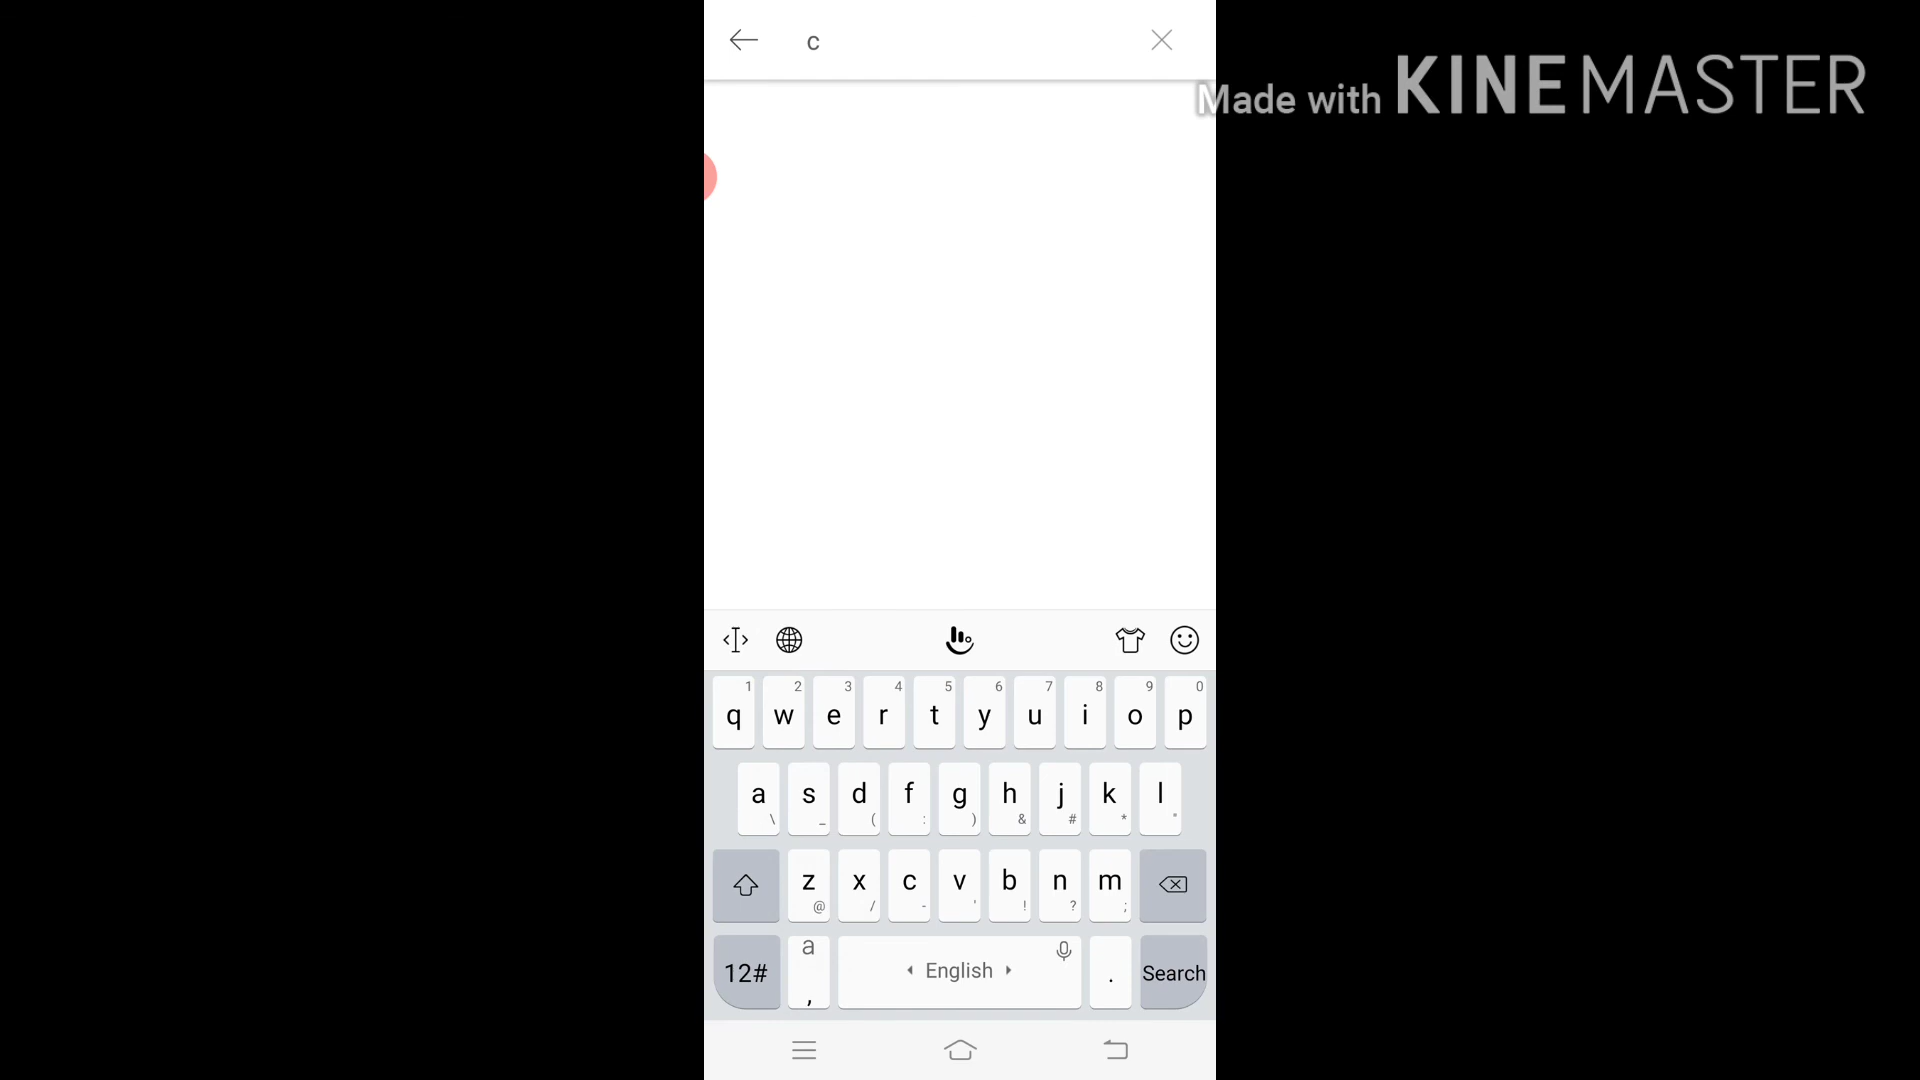 c
Made with KINEMASTER
1 2 3 4 5 6 7 8 9 0
q w e r t y u i o p
a s d f g h j k l
\ _ ( : ) & # * "
z x c v b n m
@ / - ' ! ? ;
a
12# , English . Search